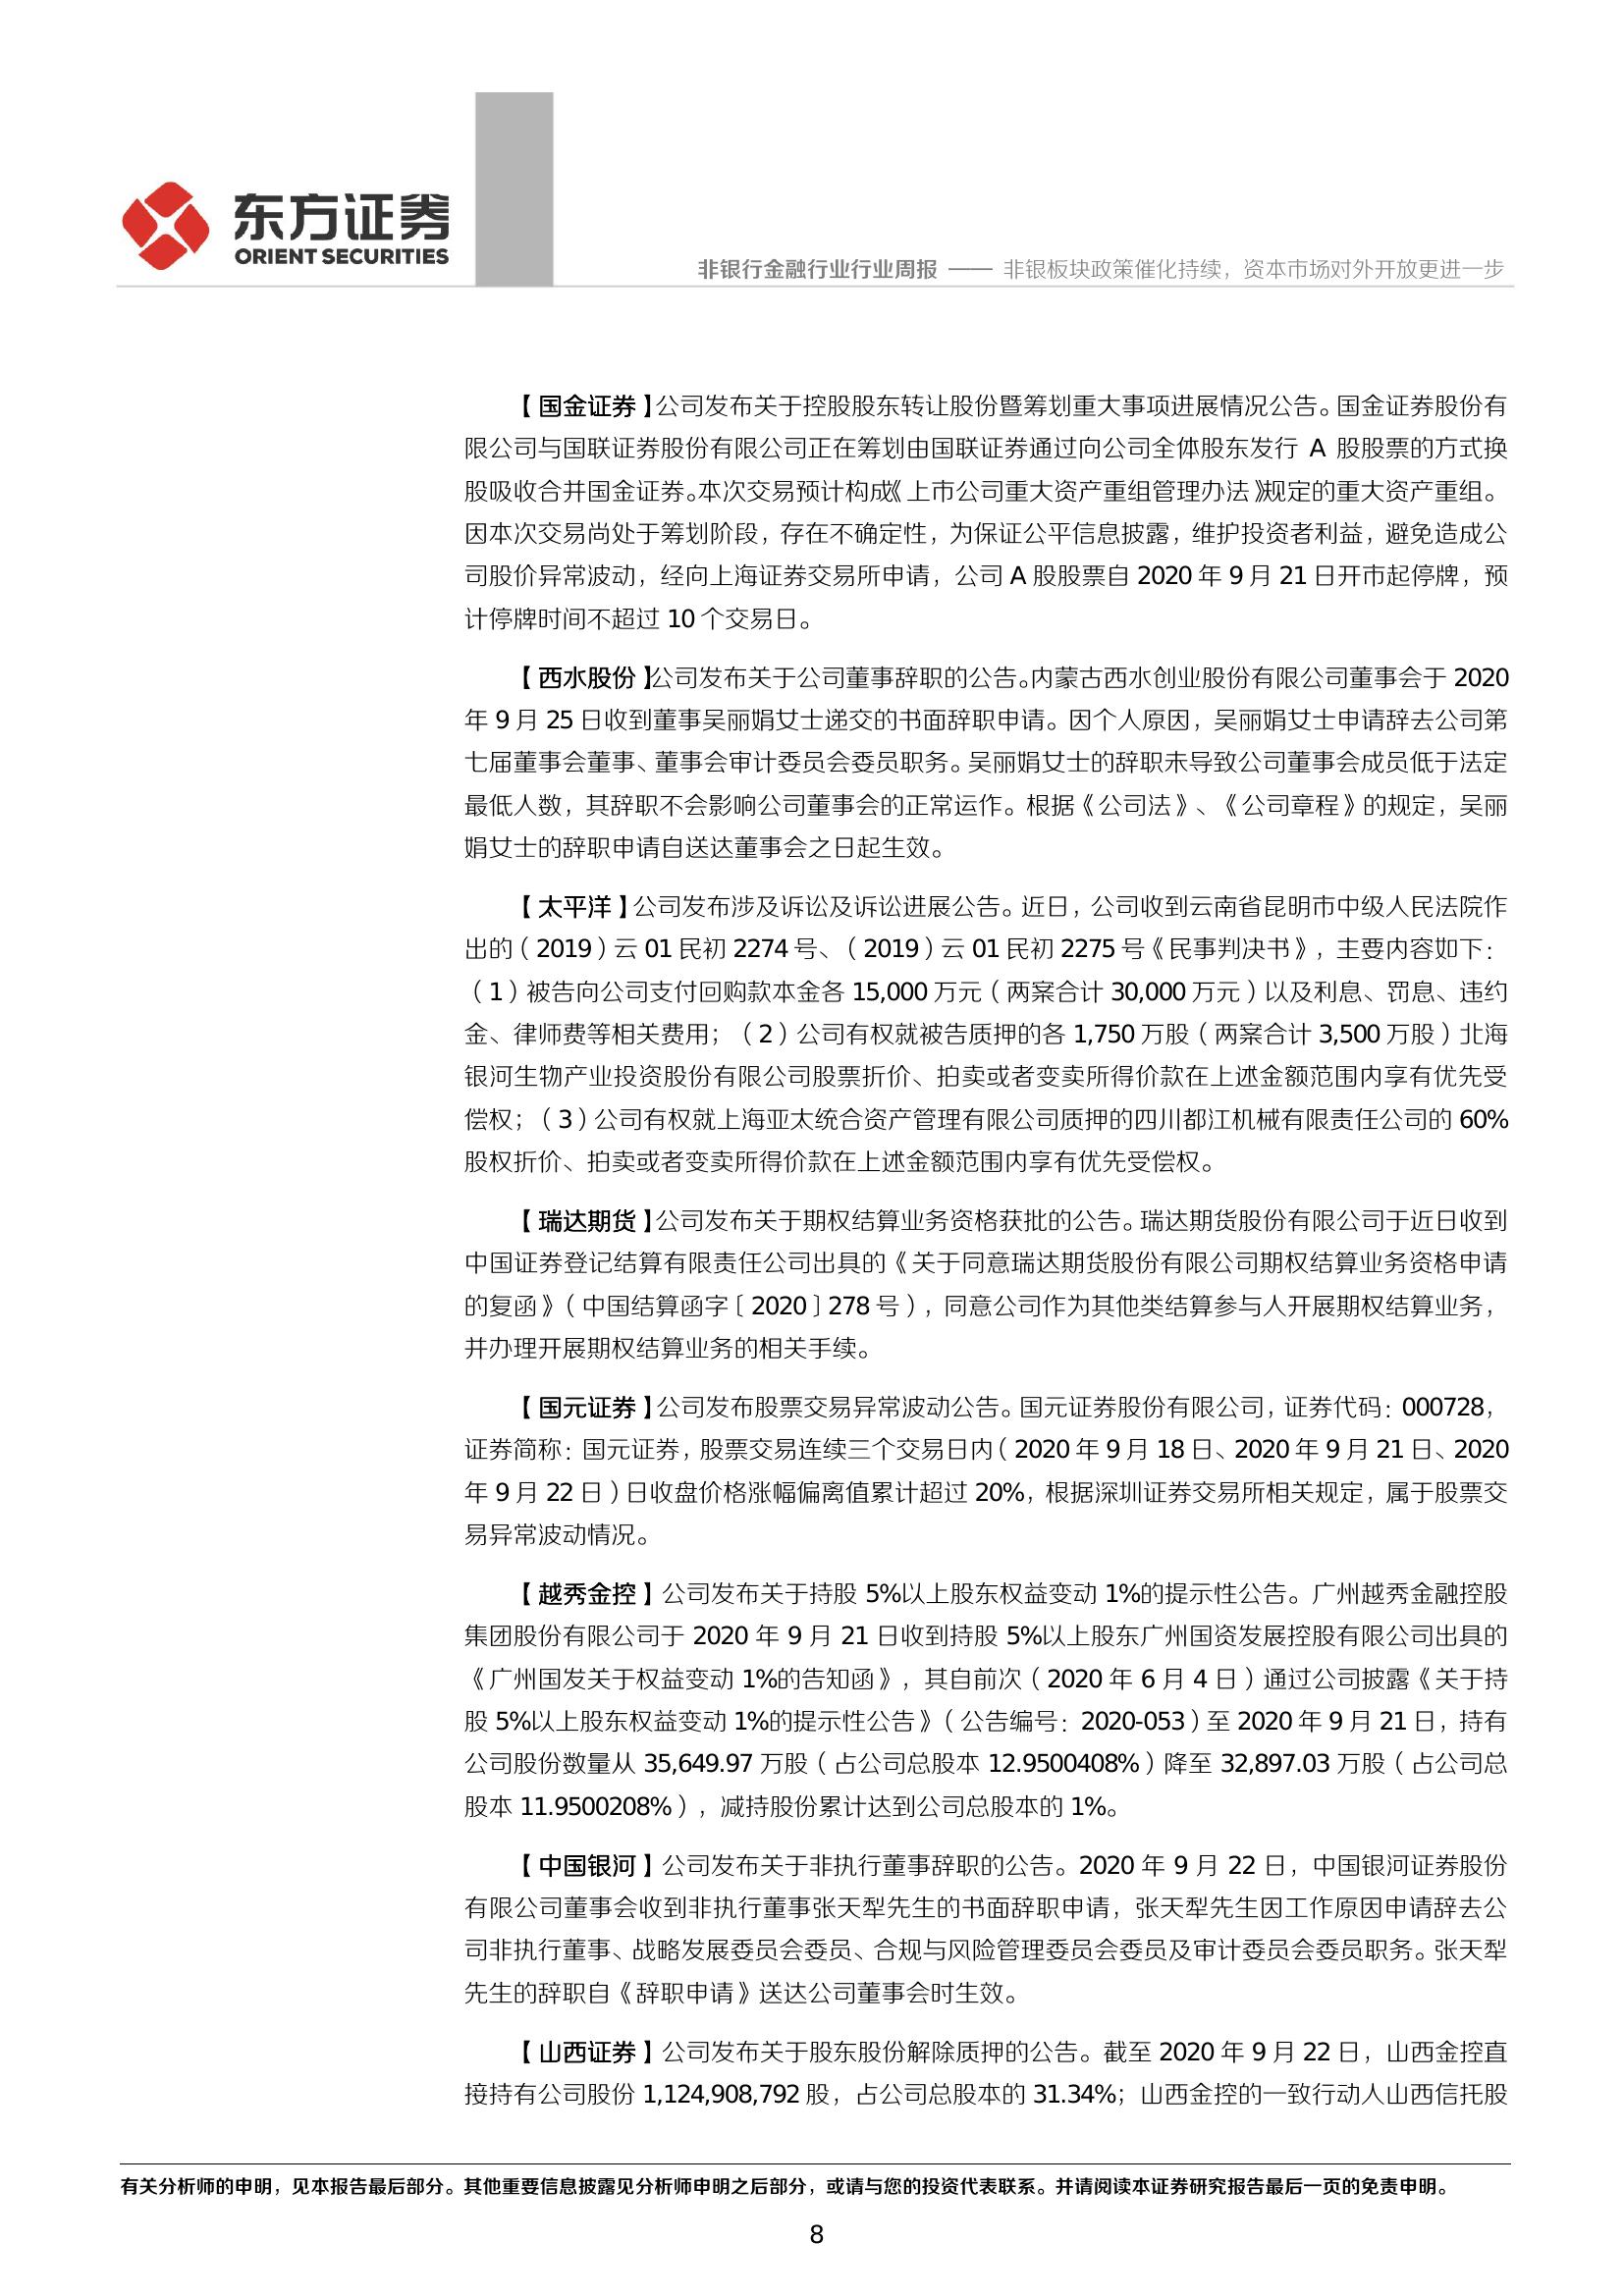 东方证券
ORIENT SECURITIES
非银行金融行业行业周报 —— 非银板块政策催化持续，资本市场对外开放更进一步
【国金证券】公司发布关于控股股东转让股份暨筹划重大事项进展情况公告。国金证券股份有
限公司与国联证券股份有限公司正在筹划由国联证券通过向公司全体股东发行 A 股股票的方式换
股吸收合并国金证券。本次交易预计构成《上市公司重大资产重组管理办法》规定的重大资产重组。
因本次交易尚处于筹划阶段，存在不确定性，为保证公平信息披露，维护投资者利益，避免造成公
司股价异常波动，经向上海证券交易所申请，公司 A 股股票自 2020 年 9 月 21 日开市起停牌，预
计停牌时间不超过 10 个交易日。
【西水股份】公司发布关于公司董事辞职的公告。内蒙古西水创业股份有限公司董事会于 2020
年 9 月 25 日收到董事吴丽娟女士递交的书面辞职申请。因个人原因，吴丽娟女士申请辞去公司第
七届董事会董事、董事会审计委员会委员职务。吴丽娟女士的辞职未导致公司董事会成员低于法定
最低人数，其辞职不会影响公司董事会的正常运作。根据《公司法》、《公司章程》的规定，吴丽
娟女士的辞职申请自送达董事会之日起生效。
【太平洋】公司发布涉及诉讼及诉讼进展公告。近日，公司收到云南省昆明市中级人民法院作
出的（2019）云 01 民初 2274 号、（2019）云 01 民初 2275 号《民事判决书》，主要内容如下：
（1）被告向公司支付回购款本金各 15,000 万元（两案合计 30,000 万元）以及利息、罚息、违约
金、律师费等相关费用；（2）公司有权就被告质押的各 1,750 万股（两案合计 3,500 万股）北海
银河生物产业投资股份有限公司股票折价、拍卖或者变卖所得价款在上述金额范围内享有优先受
偿权；（3）公司有权就上海亚太统合资产管理有限公司质押的四川都江机械有限责任公司的 60%
股权折价、拍卖或者变卖所得价款在上述金额范围内享有优先受偿权。
【瑞达期货】公司发布关于期权结算业务资格获批的公告。瑞达期货股份有限公司于近日收到
中国证券登记结算有限责任公司出具的《关于同意瑞达期货股份有限公司期权结算业务资格申请
的复函》（中国结算函字〔2020〕278 号），同意公司作为其他类结算参与人开展期权结算业务，
并办理开展期权结算业务的相关手续。
【国元证券】公司发布股票交易异常波动公告。国元证券股份有限公司，证券代码：000728，
证券简称：国元证券，股票交易连续三个交易日内（2020 年 9 月 18 日、2020 年 9 月 21 日、2020
年 9 月 22 日）日收盘价格涨幅偏离值累计超过 20%，根据深圳证券交易所相关规定，属于股票交
易异常波动情况。
【越秀金控】公司发布关于持股 5%以上股东权益变动 1%的提示性公告。广州越秀金融控股
集团股份有限公司于 2020 年 9 月 21 日收到持股 5%以上股东广州国资发展控股有限公司出具的
《广州国发关于权益变动 1%的告知函》，其自前次（2020 年 6 月 4 日）通过公司披露《关于持
股 5%以上股东权益变动 1%的提示性公告》（公告编号：2020-053）至 2020 年 9 月 21 日，持有
公司股份数量从 35,649.97 万股（占公司总股本 12.9500408%）降至 32,897.03 万股（占公司总
股本 11.9500208%），减持股份累计达到公司总股本的 1%。
【中国银河】公司发布关于非执行董事辞职的公告。2020 年 9 月 22 日，中国银河证券股份
有限公司董事会收到非执行董事张天犁先生的书面辞职申请，张天犁先生因工作原因申请辞去公
司非执行董事、战略发展委员会委员、合规与风险管理委员会委员及审计委员会委员职务。张天犁
先生的辞职自《辞职申请》送达公司董事会时生效。
【山西证券】公司发布关于股东股份解除质押的公告。截至 2020 年 9 月 22 日，山西金控直
接持有公司股份 1,124,908,792 股，占公司总股本的 31.34%；山西金控的一致行动人山西信托股
有关分析师的申明，见本报告最后部分。其他重要信息披露见分析师申明之后部分，或请与您的投资代表联系。并请阅读本证券研究报告最后一页的免责申明。
8